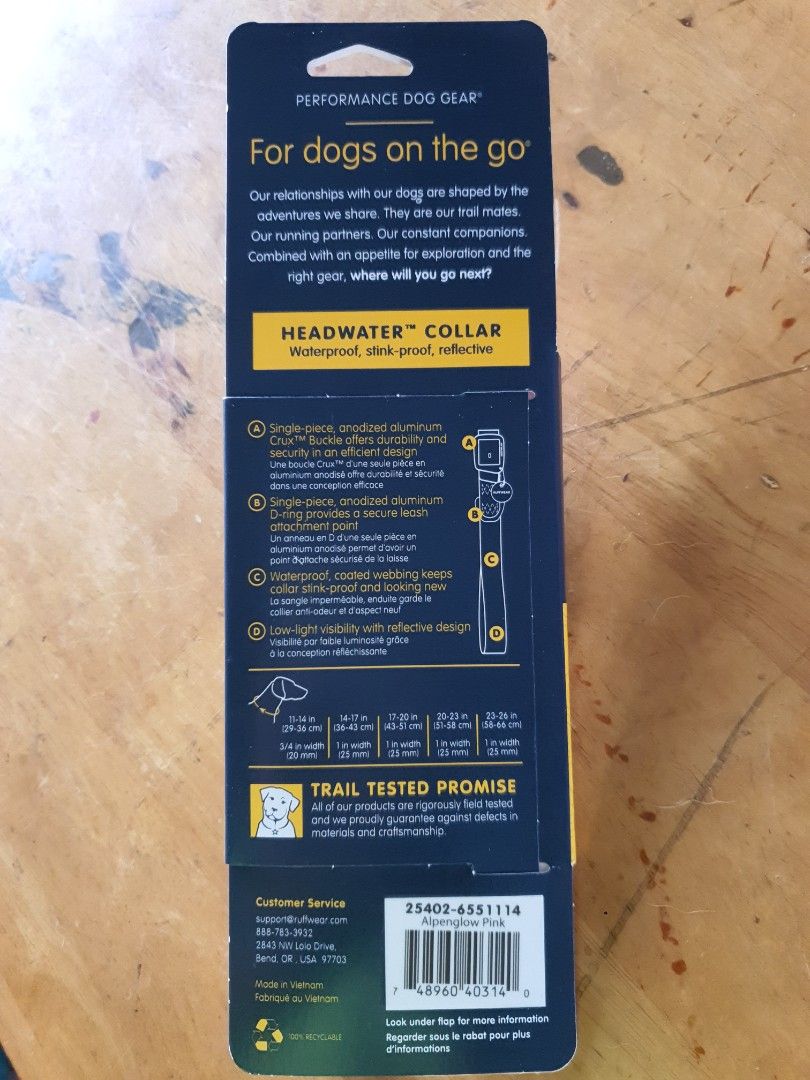 PERFORMANCE DOG GEAR®
For dogs on the go®
Our relationships with our dogs are shaped by the
adventures we share. They are our trail mates.
Our running partners. Our constant companions.
Combined with an appetite for exploration and the
right gear, where will you go next?
HEADWATER™ COLLAR
Waterproof, stink-proof, reflective
A Single-piece, anodized aluminum
Crux™ Buckle offers durability and
security in an efficient design
Une boucle Crux™ d'une seule pièce en
aluminium anodisé offre durabilité et sécurité
dans une conception efficace
B Single-piece, anodized aluminum
D-ring provides a secure leash
attachment point
Un anneau en D d'une seule pièce en
aluminium anodisé permet d'avoir un
point d'attache sécurisé de la laisse
C Waterproof, coated webbing keeps
collar stink-proof and looking new
La sangle imperméable, enduite garde le
collier anti-odeur et d'aspect neuf
D Low-light visibility with reflective design
Visibilité par faible luminosité grâce
à la conception réfléchissante
A
RUFFWEAR
B
C
D
11-14 in 14-17 in 17-20 in 20-23 in 23-26 in
(29-36 cm) (36-43 cm) (43-51 cm) (51-58 cm) (58-66 cm)
3/4 in width 1 in width 1 in width 1 in width 1 in width
(20 mm) (25 mm) (25 mm) (25 mm) (25 mm)
TRAIL TESTED PROMISE
All of our products are rigorously field tested
and we proudly guarantee against defects in
materials and craftsmanship.
Customer Service
support@ruffwear.com
888-783-3932
2843 NW Lolo Drive,
Bend, OR, USA 97703
Made in Vietnam
Fabriqué au Vietnam
100% RECYCLABLE
25402-6551114
Alpenglow Pink
7 48960 40314 0
Look under flap for more information
Regarder sous le rabat pour plus
d'informations